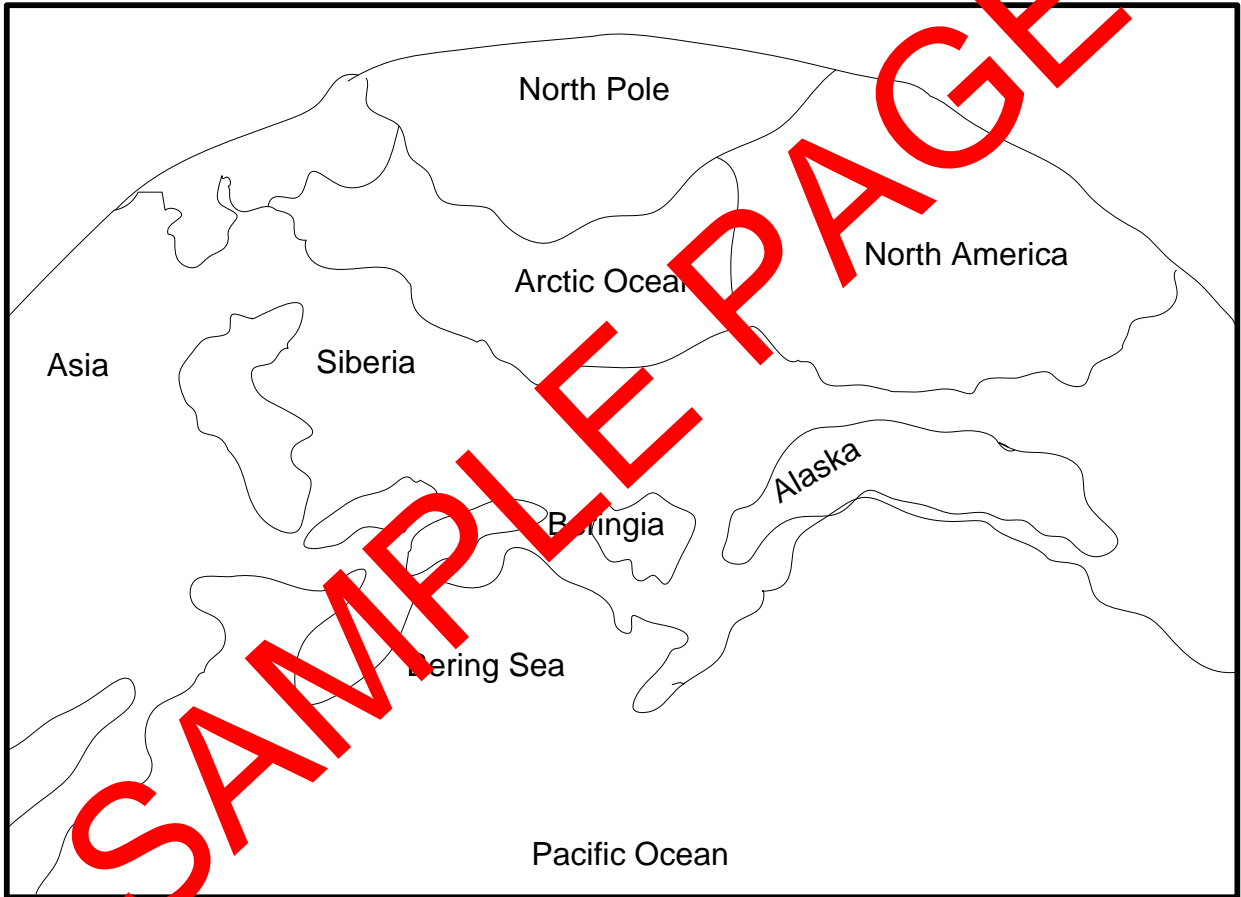 North Pole
North America
Arctic Ocean
Asia
Siberia
Alaska
Beringia
Bering Sea
Pacific Ocean
SAMPLE PAGE